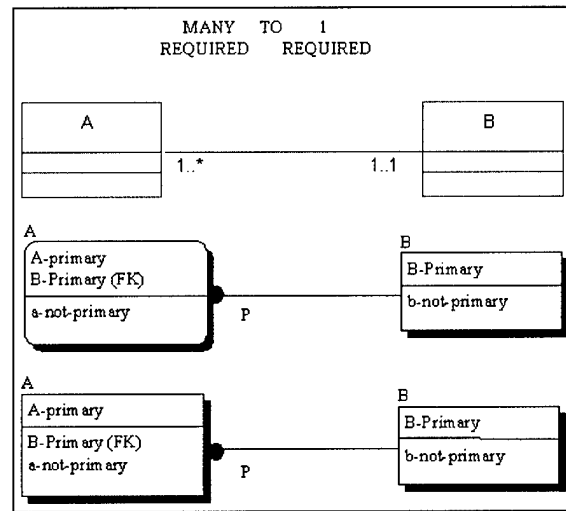 MANY TO 1
REQUIRED REQUIRED
A B
1..* 1..1
A B
A-primary
B-Primary (FK)
a-not-primary
B-Primary
b-not-primary
P
A B
A-primary
B-Primary (FK)
a-not-primary
B-Primary
b-not-primary
P